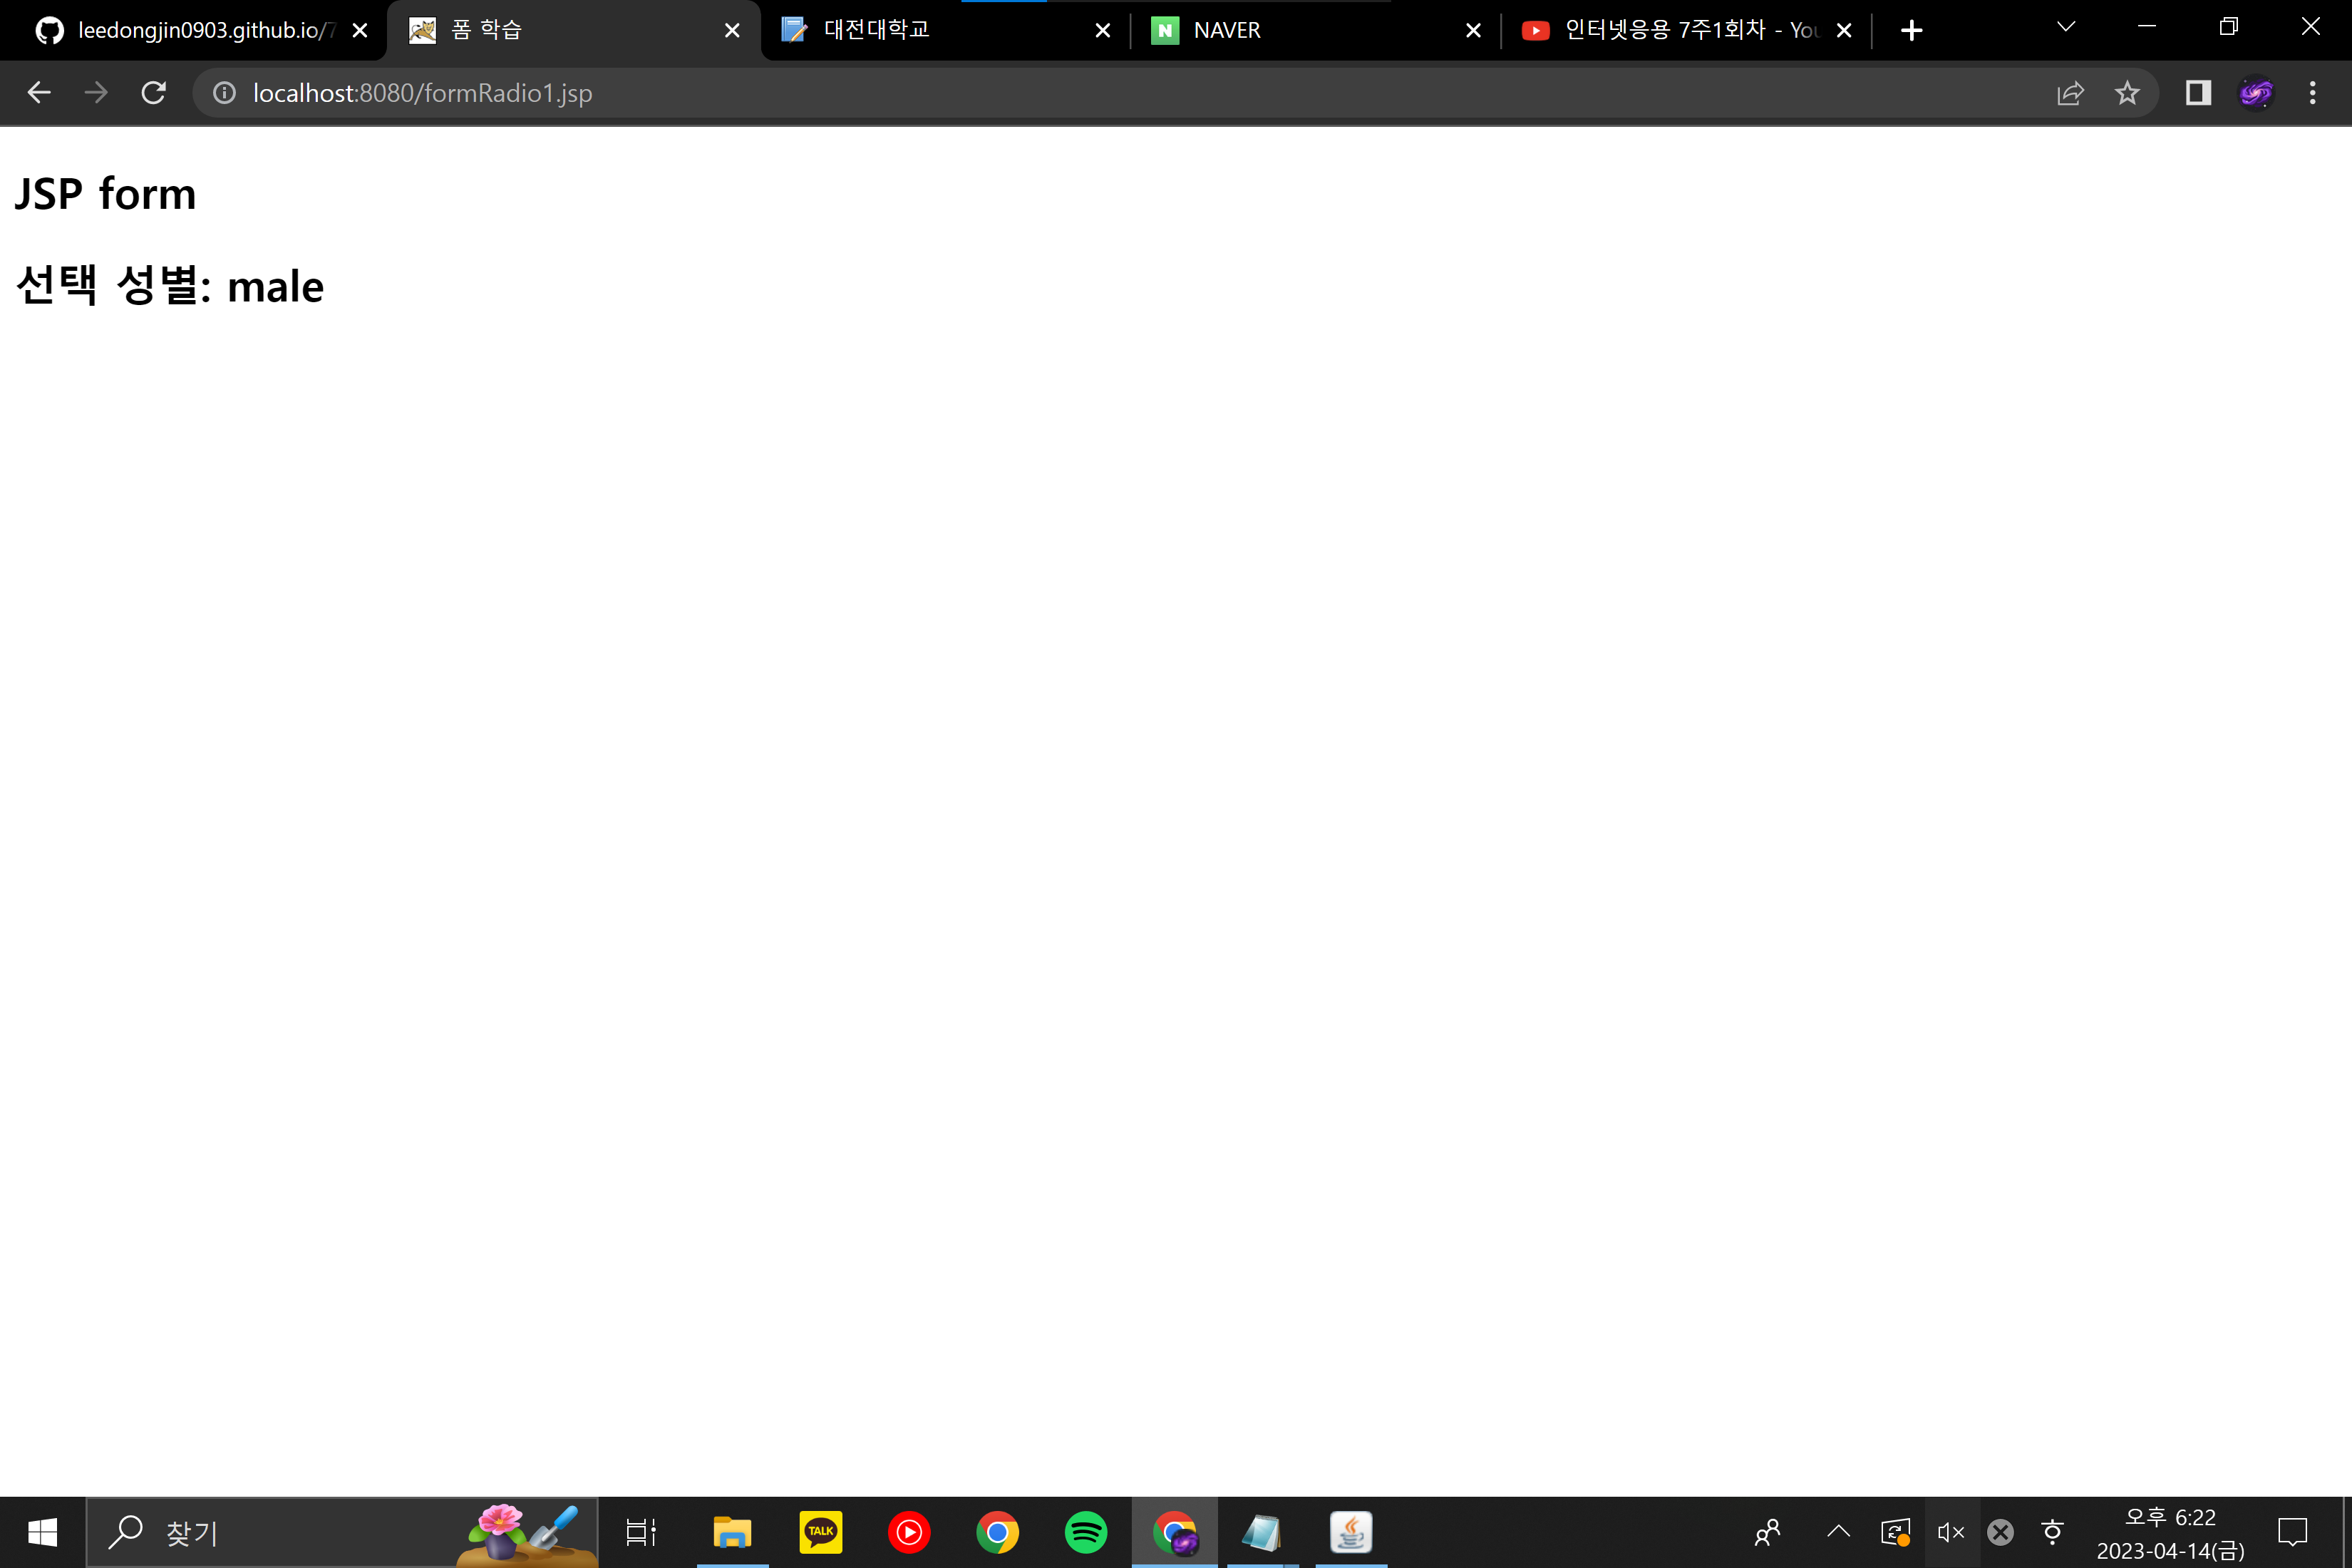 leedongjin0903.github.io/7
폼 학습
대전대학교
NAVER
인터넷응용 7주1회차 - You
localhost:8080/formRadio1.jsp
JSP form
선택 성별: male
찾기
TALK
오후 6:22
2023-04-14(금)